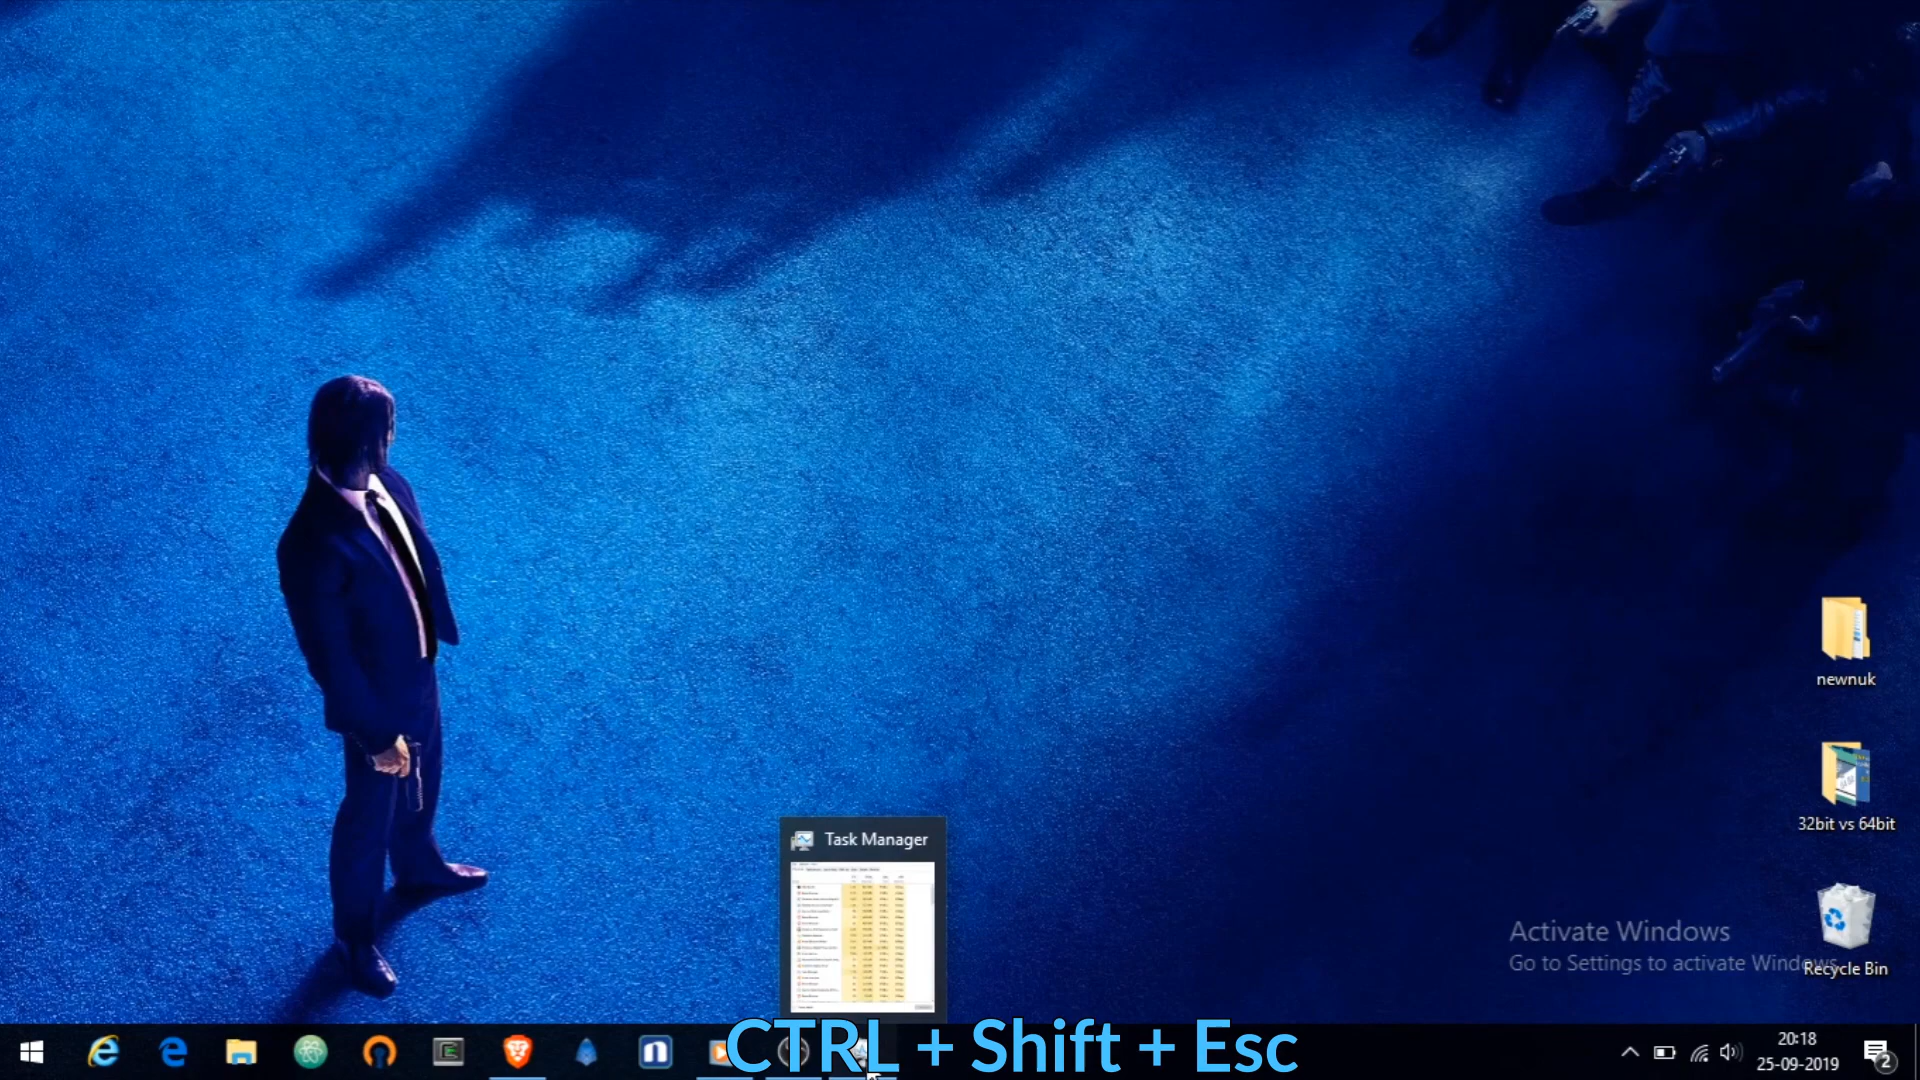 newnuk
32bit vs 64bit
Task Manager
Activate Windows
Go to Settings to activate Windows
Recycle Bin
CTRL + Shift + Esc
20:18
25-09-2019
2